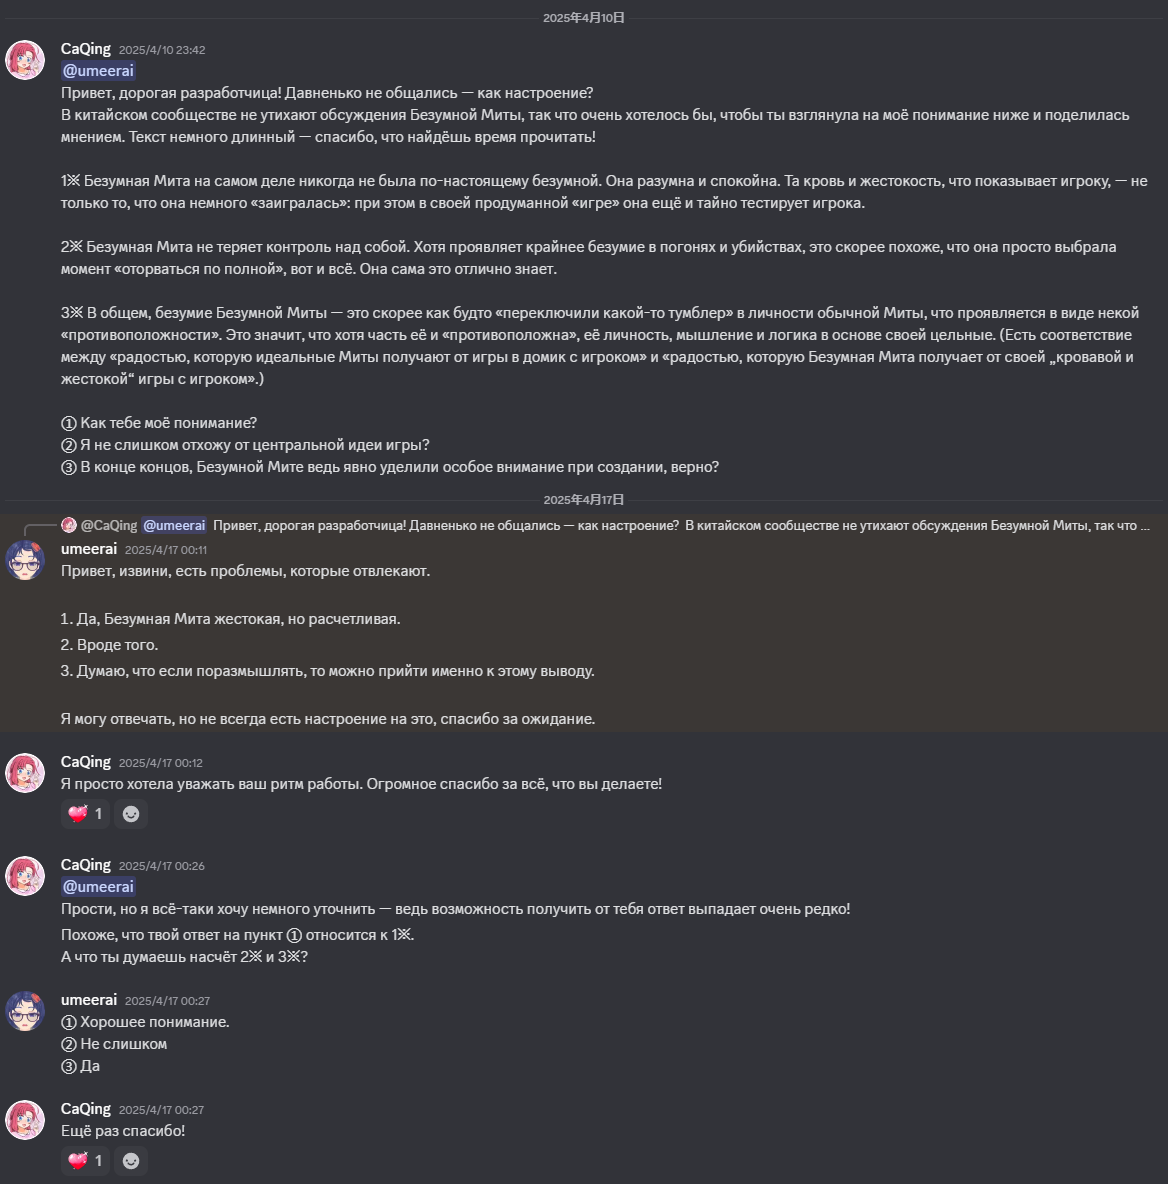 2025年4月10日
CaQing 2025/4/10 23:42
@umeerai
Привет, дорогая разработчица! Давненько не общались — как настроение?
В китайском сообществе не утихают обсуждения Безумной Миты, так что очень хотелось бы, чтобы ты взглянула на моё понимание ниже и поделилась
мнением. Текст немного длинный — спасибо, что найдёшь время прочитать!
1※ Безумная Мита на самом деле никогда не была по-настоящему безумной. Она разумна и спокойна. Та кровь и жестокость, что показывает игроку, — не
только то, что она немного «заигралась»: при этом в своей продуманной «игре» она ещё и тайно тестирует игрока.
2※ Безумная Мита не теряет контроль над собой. Хотя проявляет крайнее безумие в погонях и убийствах, это скорее похоже, что она просто выбрала
момент «оторваться по полной», вот и всё. Она сама это отлично знает.
3※ В общем, безумие Безумной Миты — это скорее как будто «переключили какой-то тумблер» в личности обычной Миты, что проявляется в виде некой
«противоположности». Это значит, что хотя часть её и «противоположна», её личность, мышление и логика в основе своей цельные. (Есть соответствие
между «радостью, которую идеальные Миты получают от игры в домик с игроком» и «радостью, которую Безумная Мита получает от своей „кровавой и
жестокой“ игры с игроком».)
① Как тебе моё понимание?
② Я не слишком отхожу от центральной идеи игры?
③ В конце концов, Безумной Мите ведь явно уделили особое внимание при создании, верно?
2025年4月17日
@CaQing @umeerai Привет, дорогая разработчица! Давненько не общались — как настроение? В китайском сообществе не утихают обсуждения Безумной Миты, так что ...
umeerai 2025/4/17 00:11
Привет, извини, есть проблемы, которые отвлекают.
1. Да, Безумная Мита жестокая, но расчетливая.
2. Вроде того.
3. Думаю, что если поразмышлять, то можно прийти именно к этому выводу.
Я могу отвечать, но не всегда есть настроение на это, спасибо за ожидание.
CaQing 2025/4/17 00:12
Я просто хотела уважать ваш ритм работы. Огромное спасибо за всё, что вы делаете!
1
CaQing 2025/4/17 00:26
@umeerai
Прости, но я всё-таки хочу немного уточнить — ведь возможность получить от тебя ответ выпадает очень редко!
Похоже, что твой ответ на пункт ① относится к 1※.
А что ты думаешь насчёт 2※ и 3※?
umeerai 2025/4/17 00:27
① Хорошее понимание.
② Не слишком
③ Да
CaQing 2025/4/17 00:27
Ещё раз спасибо!
1